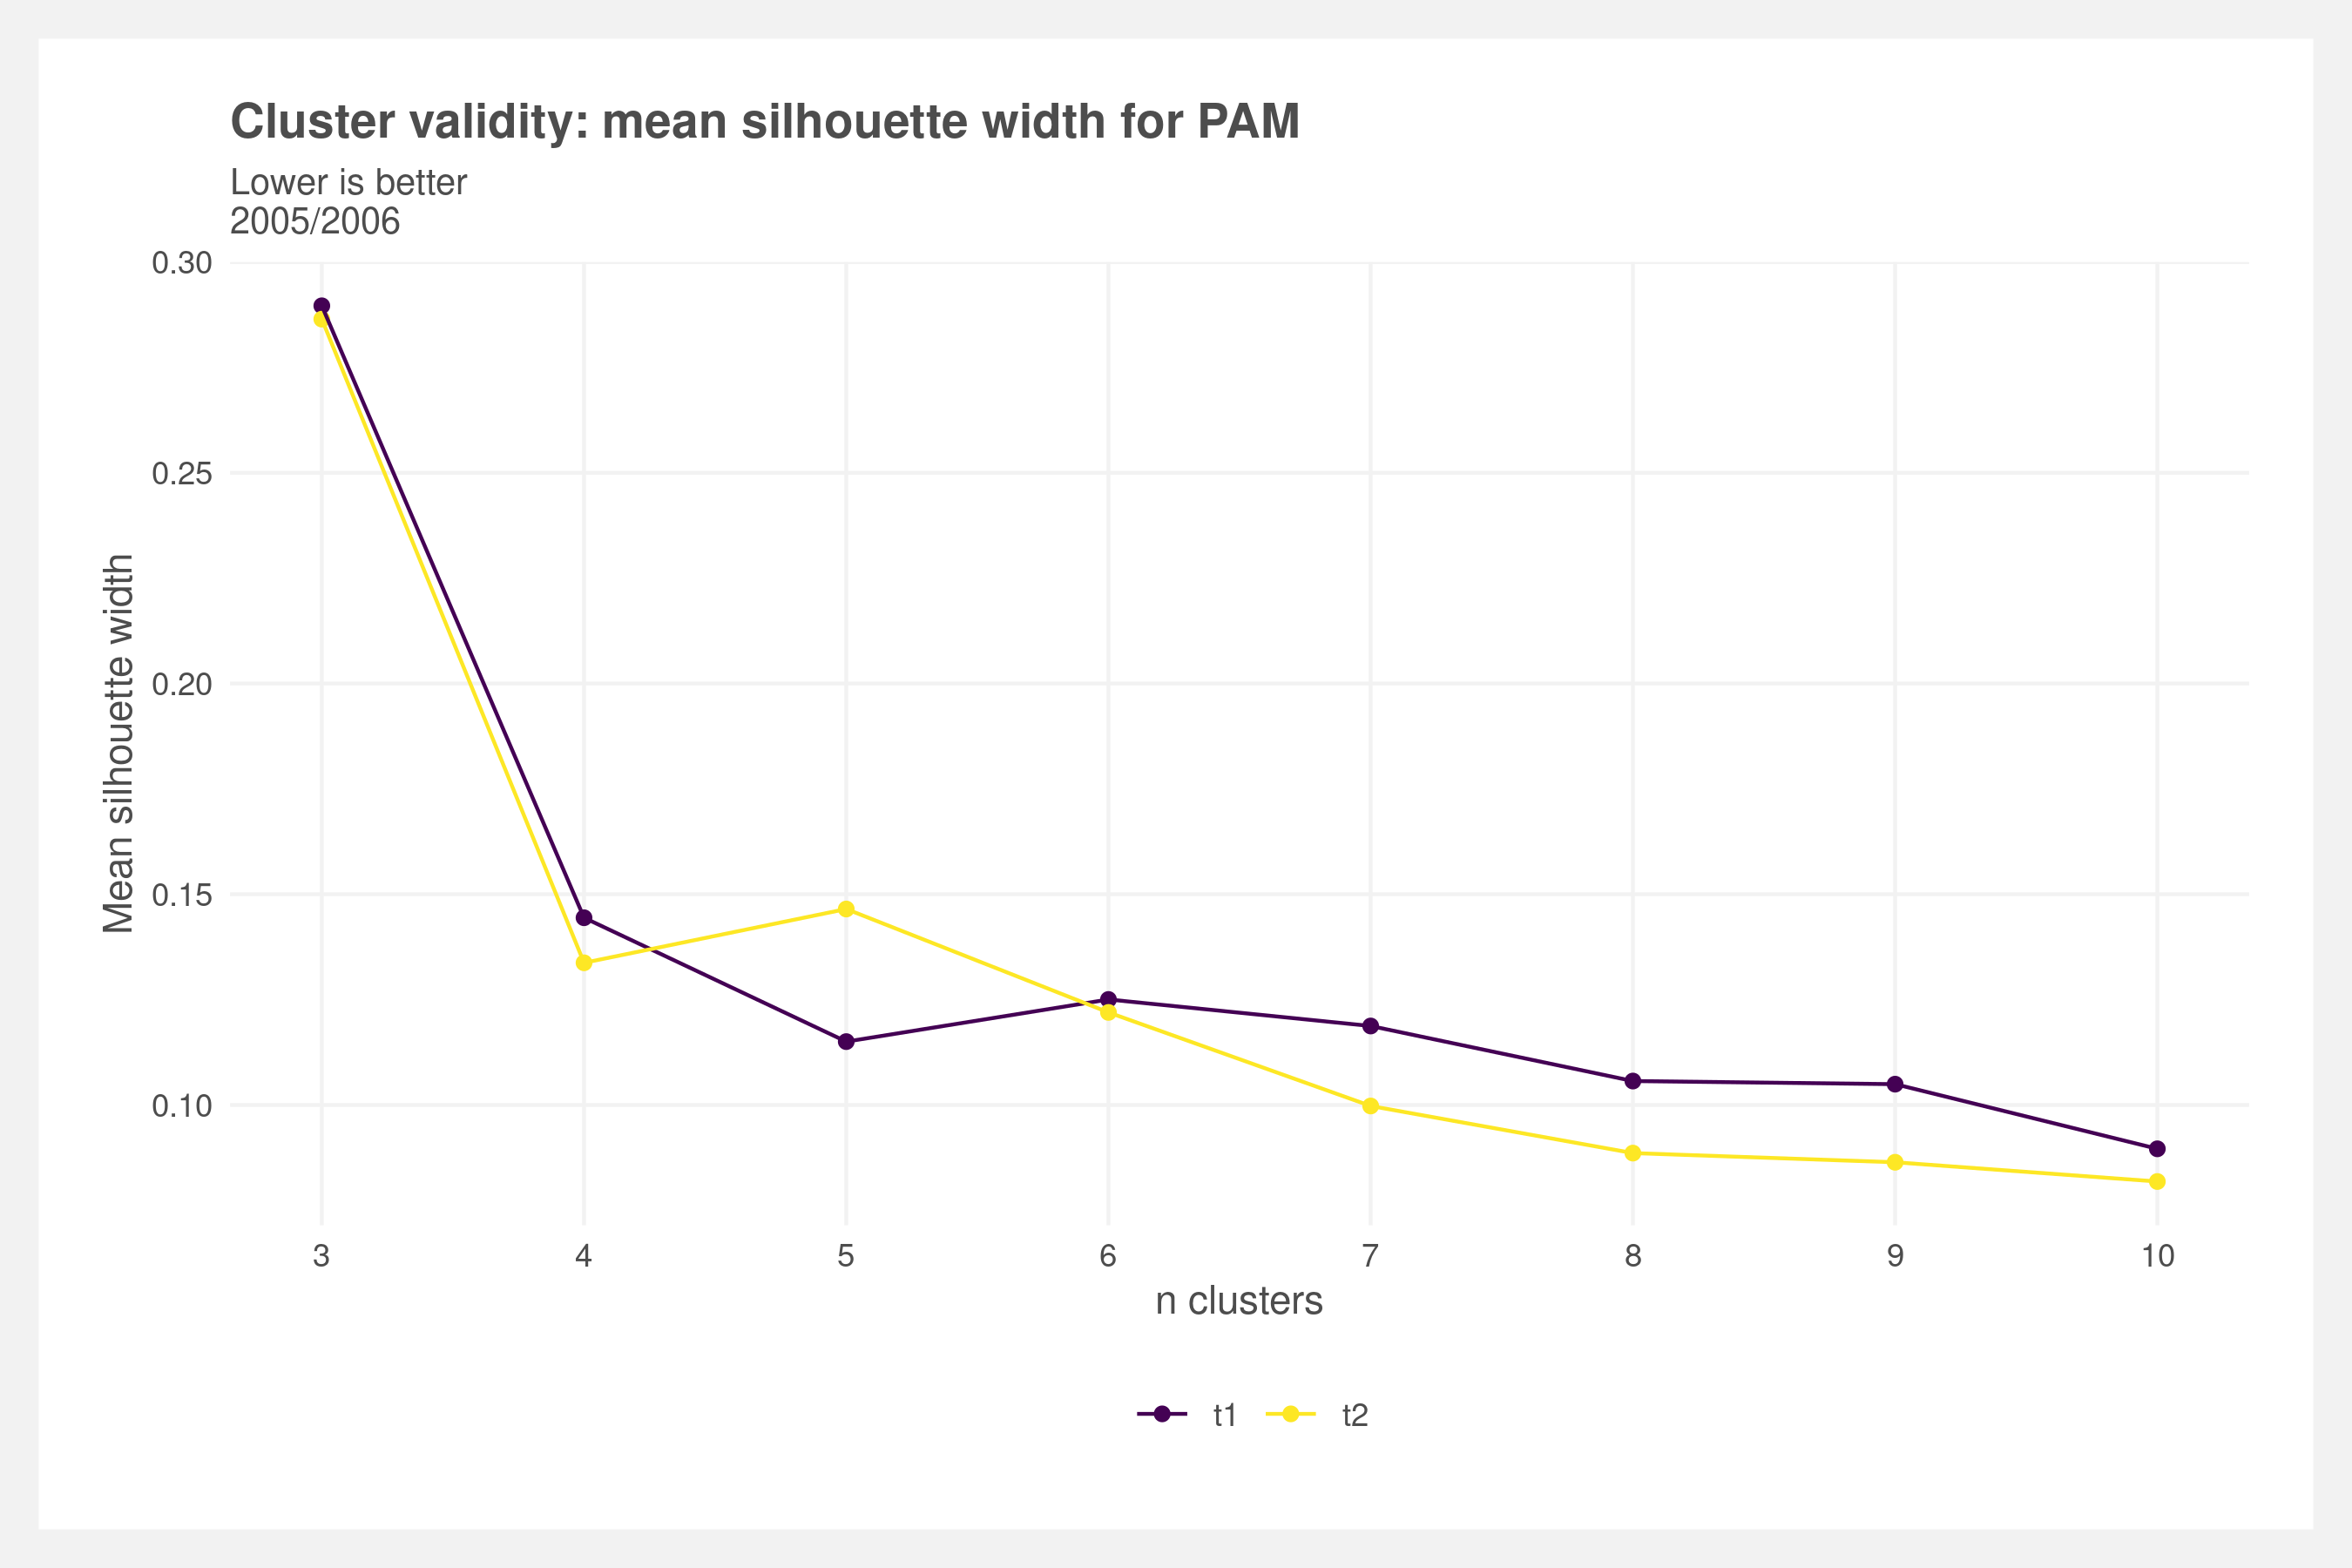 Cluster validity: mean silhouette width for PAM
Lower is better
2005/2006
0.30
0.25
0.20
0.15
0.10
Mean silhouette width
3 4 5 6 7 8 9 10
n clusters
t1 t2